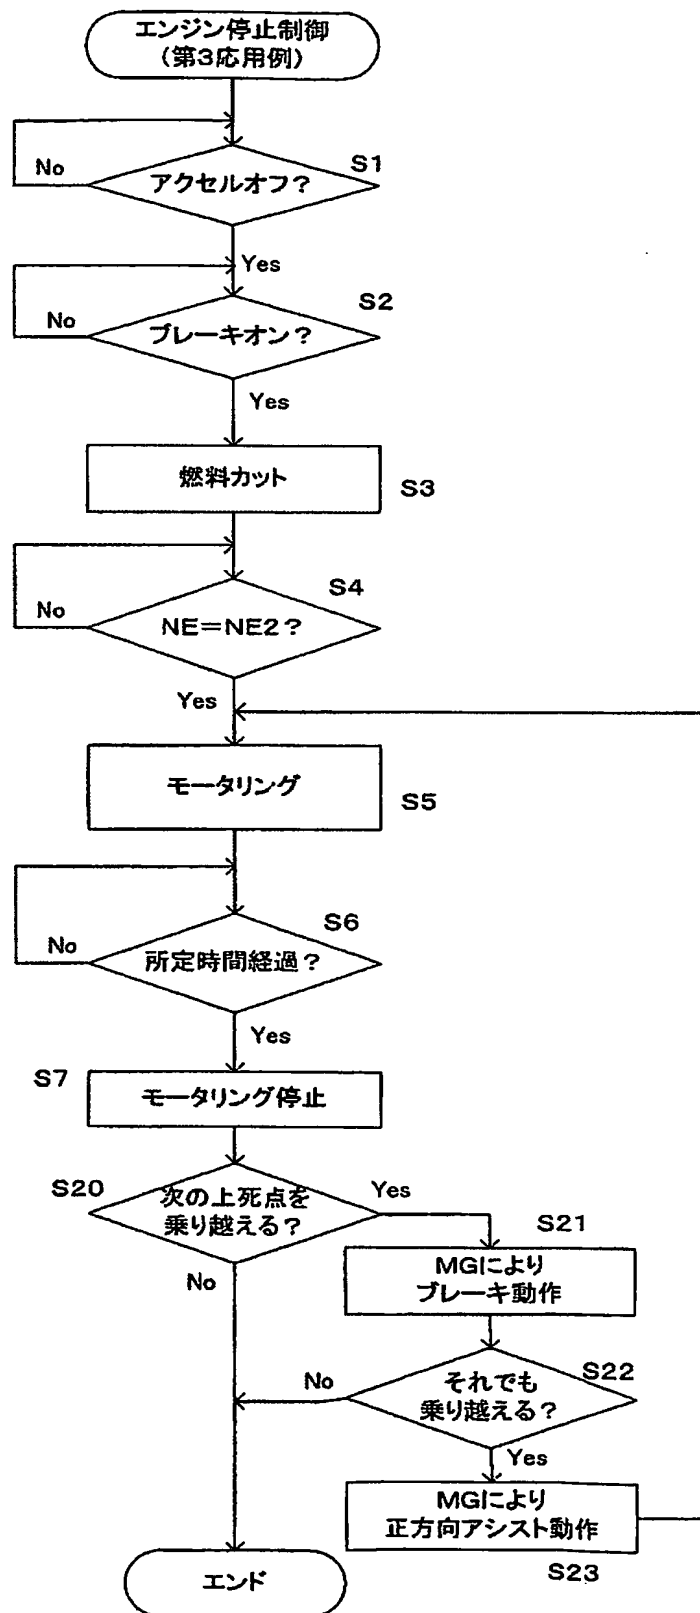 エンジン停止制御
(第3応用例)
S1
アクセルオフ?
No
Yes
S2
ブレーキオン?
No
Yes
燃料カット
S3
S4
NE=NE2?
No
Yes
モータリング
S5
S6
所定時間経過?
No
Yes
S7
モータリング停止
S20
次の上死点を
乗り越える?
Yes
No
S21
MGにより
ブレーキ動作
S22
それでも
乗り越える?
No
Yes
MGにより
正方向アシスト動作
S23
エンド